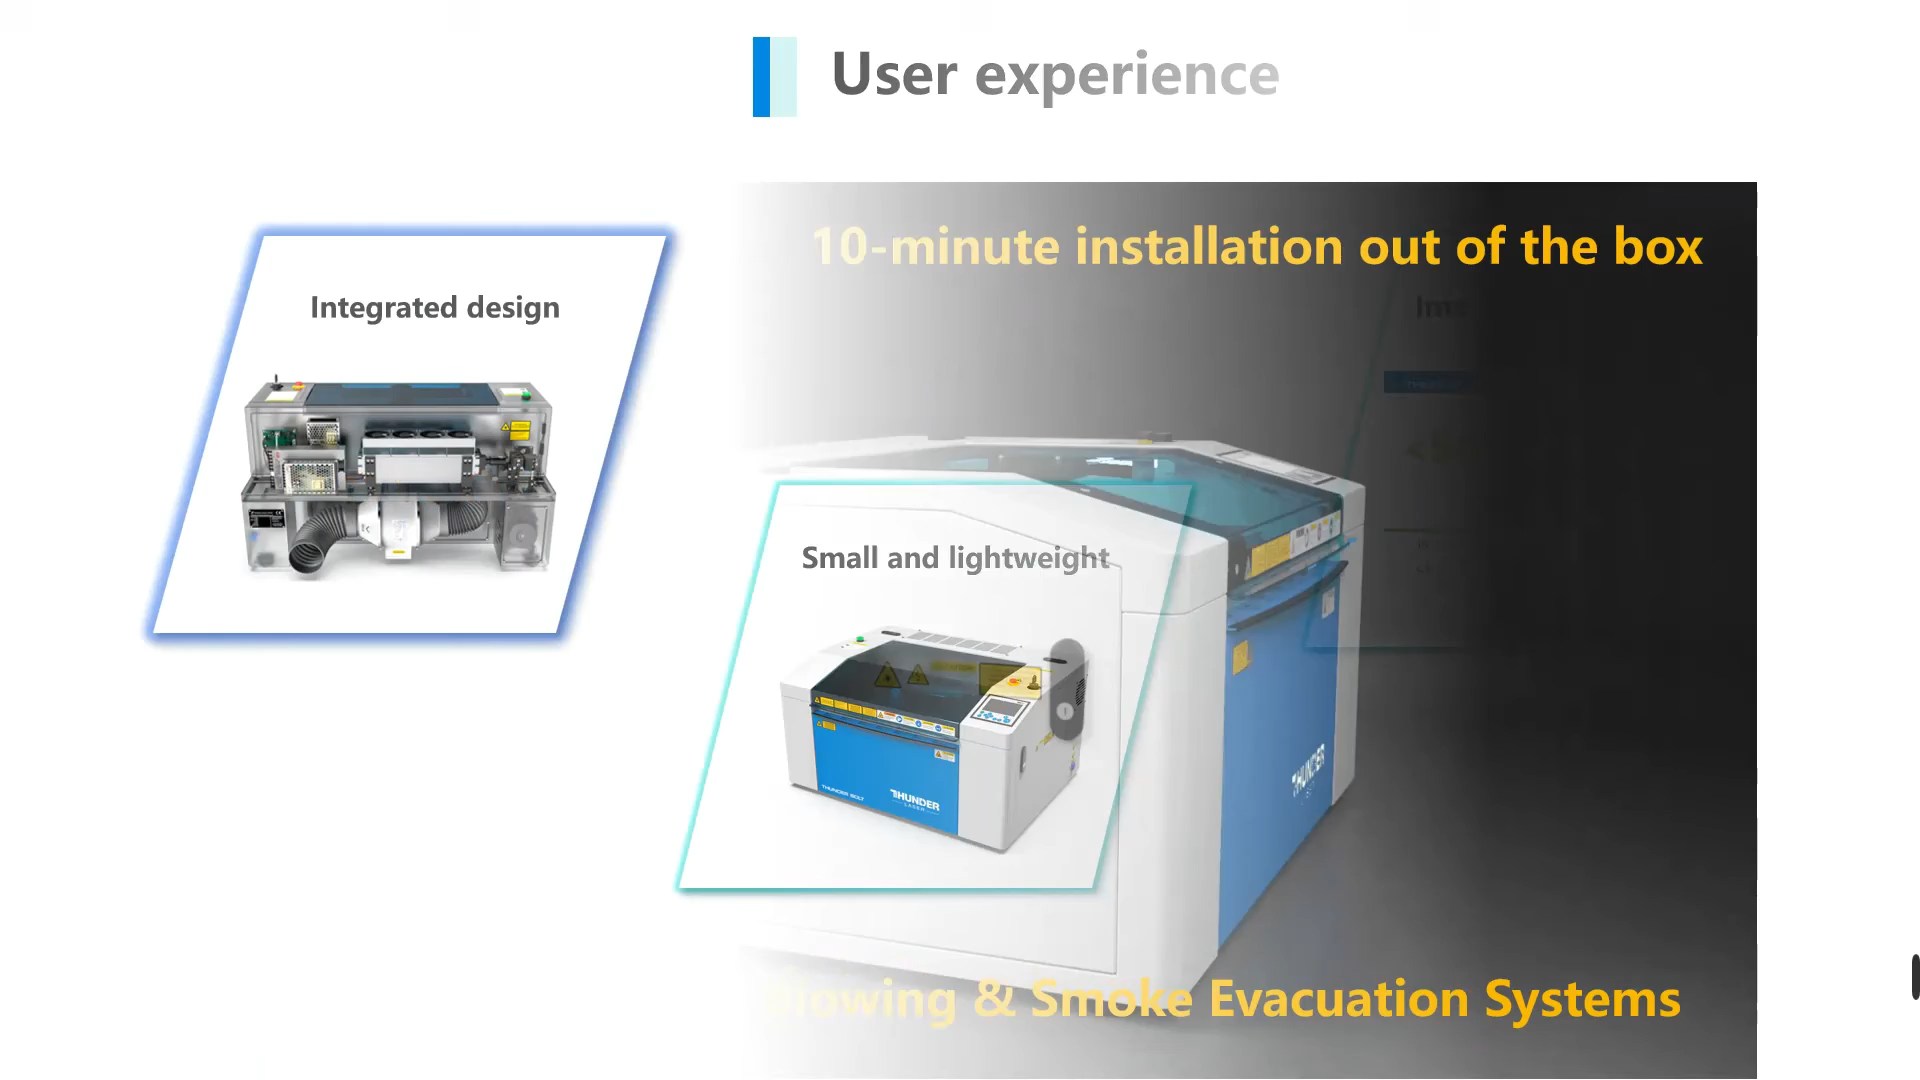 User experience
10-minute installation out of the box
Integrated design
Small and lightweight
THUNDER BOLT
THUNDER
LASER
THUNDER
Blowing & Smoke Evacuation Systems